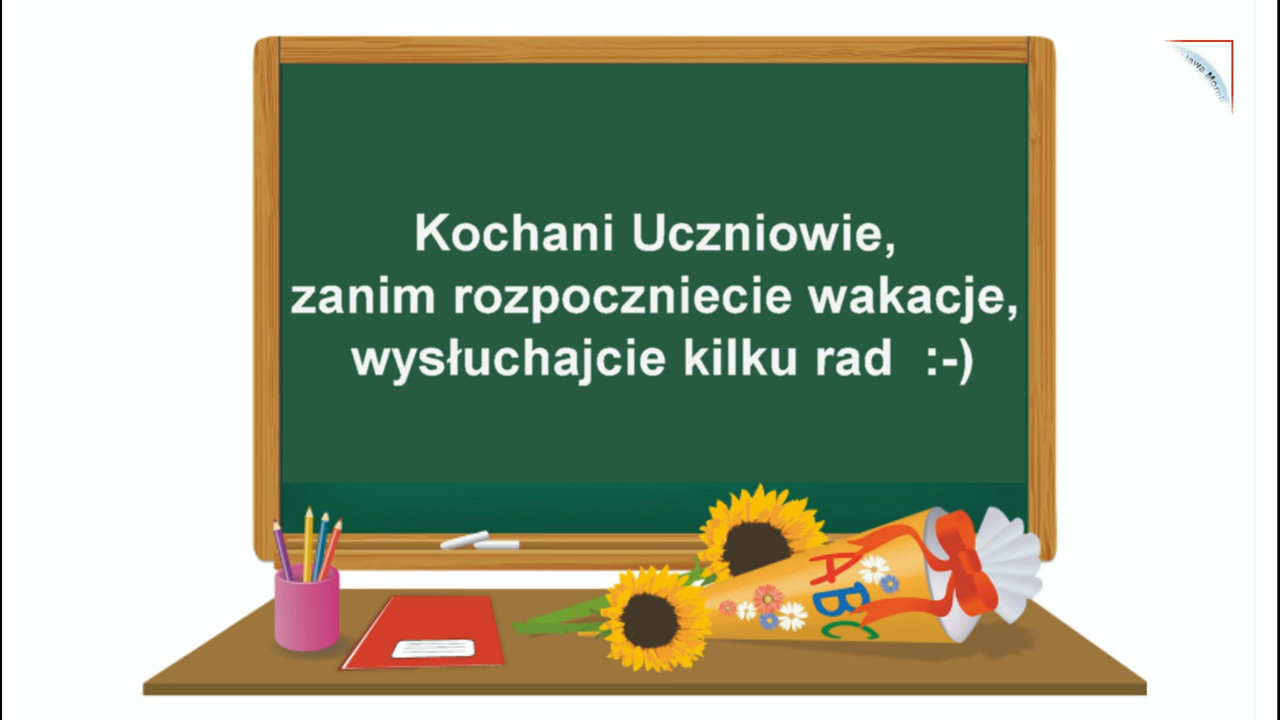 Kochani Uczniowie,
zanim rozpoczniecie wakacje,
wysłuchajcie kilku rad :-)
A
B
C